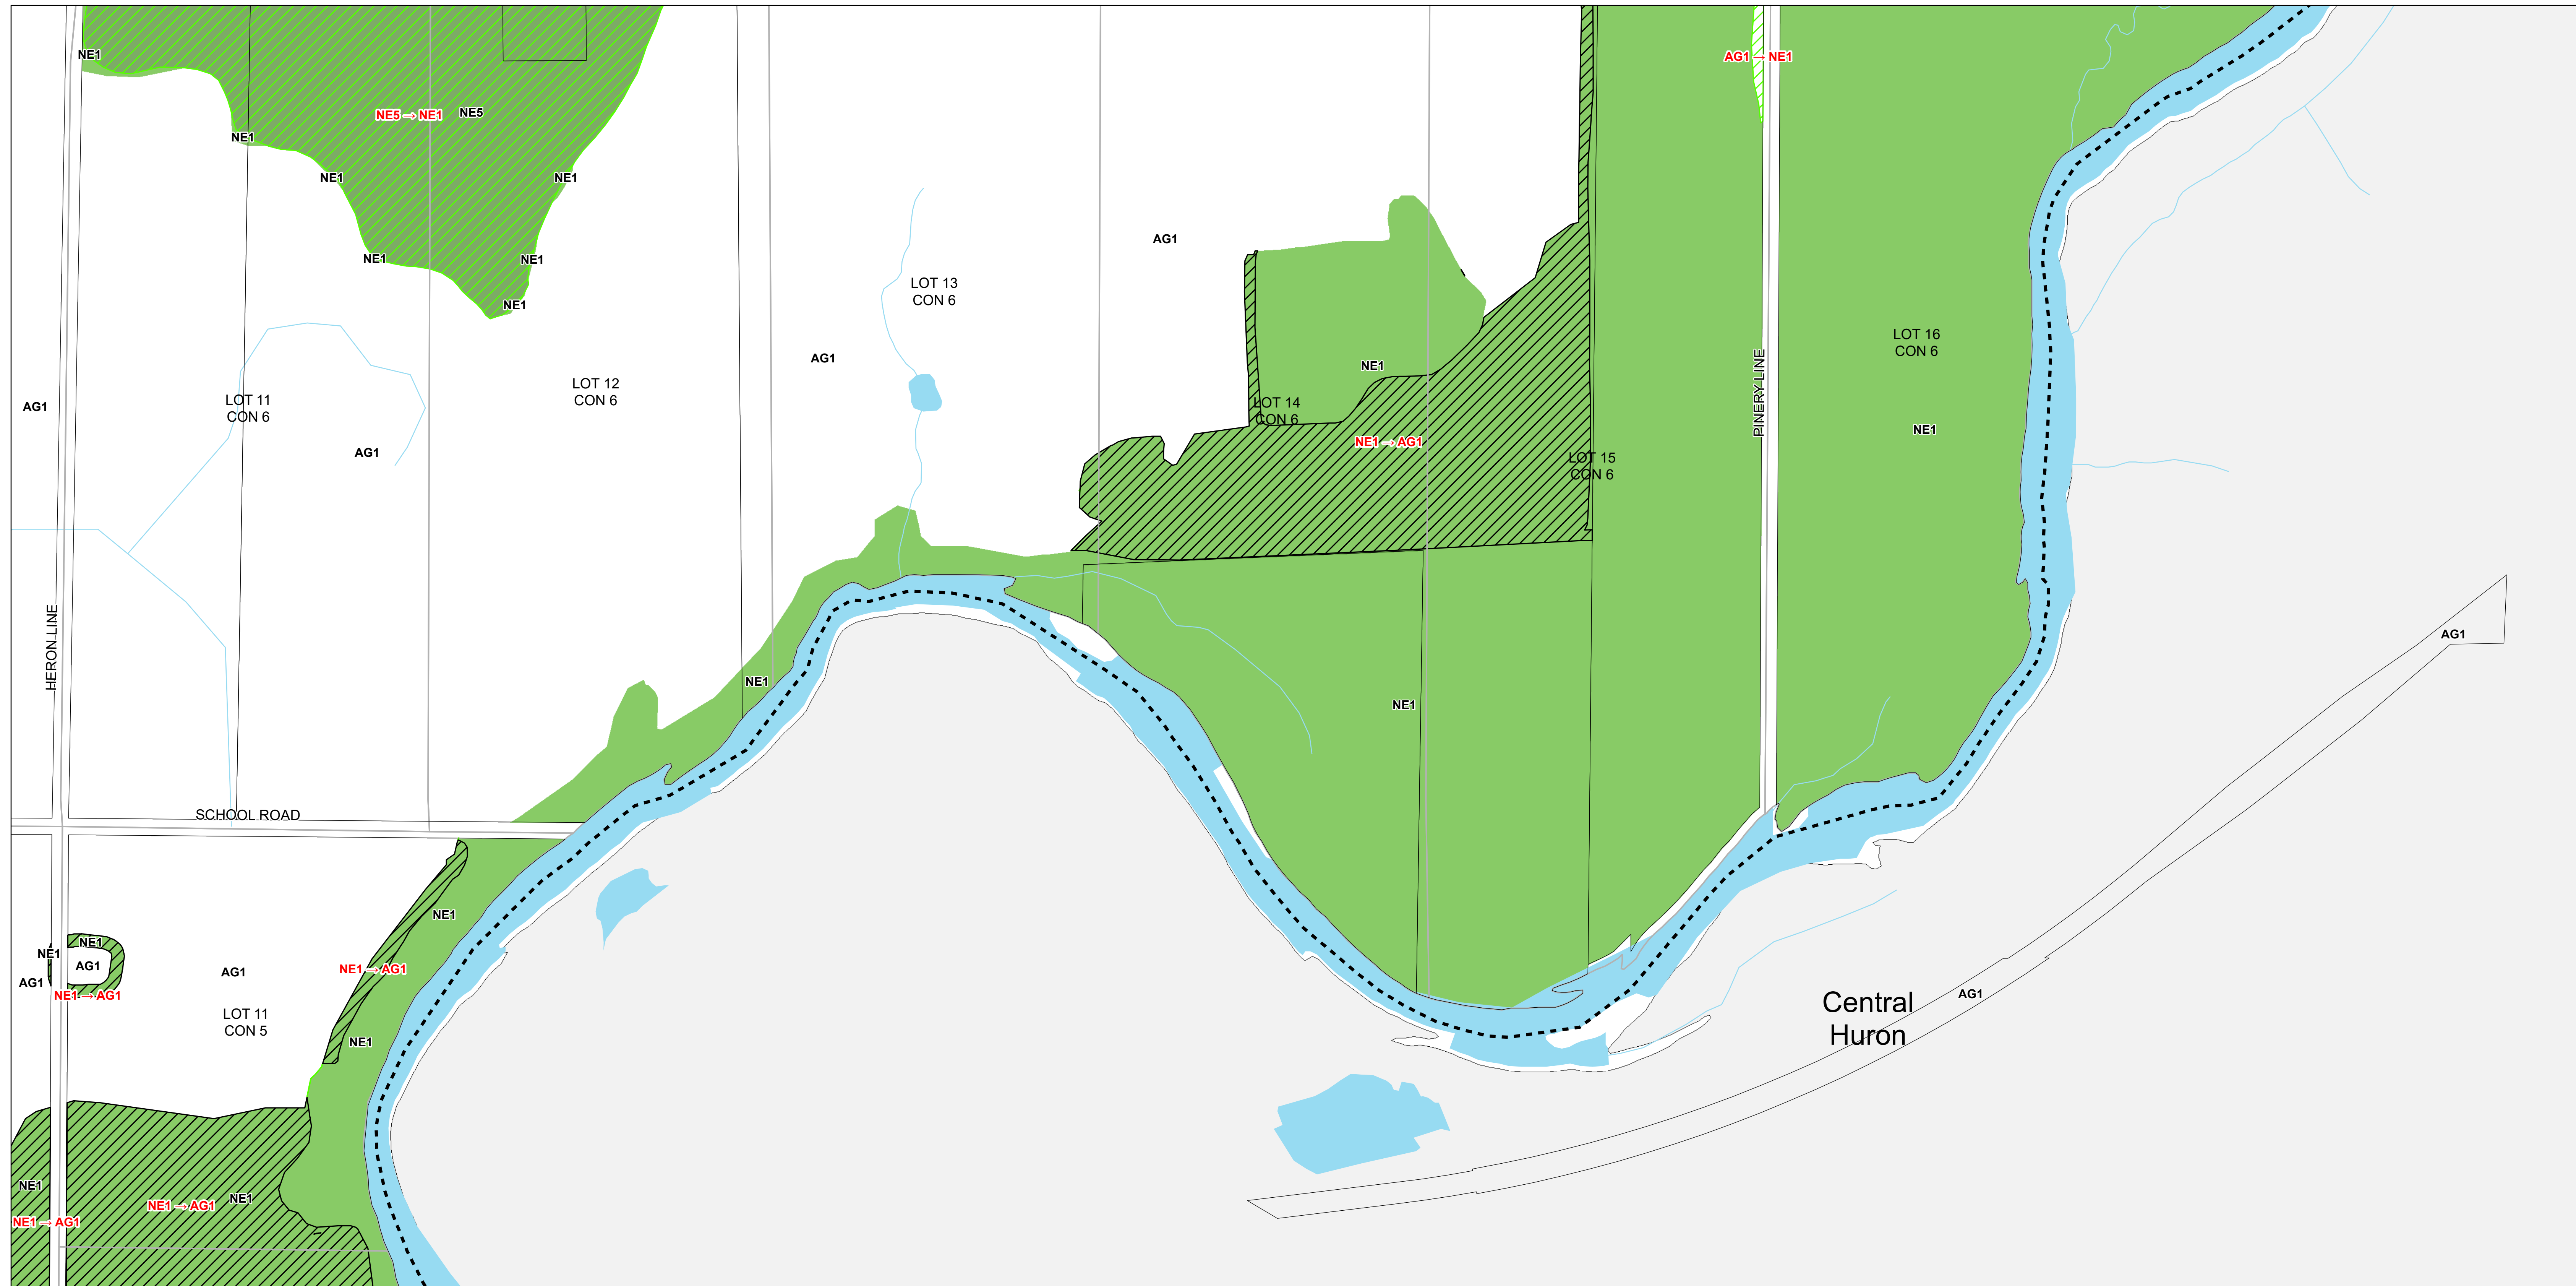 NE1
AG1 → NE1
NE5 → NE1
NE5
NE1
NE1
NE1
AG1
NE1
NE1
LOT 13
CON 6
NE1
LOT 16
CON 6
AG1
NE1
LOT 12
CON 6
PINERY LINE
LOT 11
CON 6
AG1
LOT 14
CON 6
NE1
NE1 → AG1
AG1
LOT 15
CON 6
HERON LINE
AG1
NE1
NE1
SCHOOL ROAD
NE1
NE1
NE1
AG1
NE1 → AG1
AG1
AG1
AG1
NE1 → AG1
Central
Huron
LOT 11
CON 5
NE1
NE1
NE1
NE1 → AG1
NE1 → AG1